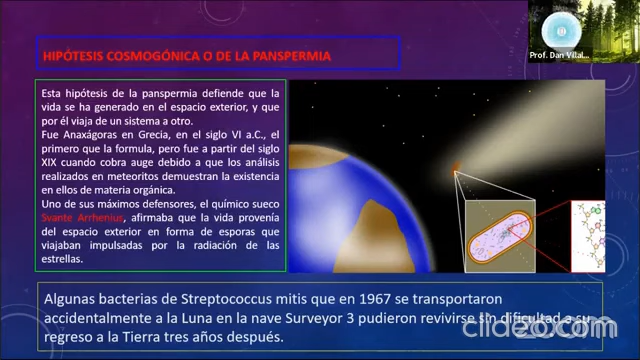 HIPÓTESIS COSMOGÓNICA O DE LA PANSPERMIA
Prof. Dan Vital...
Esta hipótesis de la panspermia defiende que la
vida se ha generado en el espacio exterior, y que
por él viaja de un sistema a otro.
Fue Anaxágoras en Grecia, en el siglo VI a.C., el
primero que la formula, pero fue a partir del siglo
XIX cuando cobra auge debido a que los análisis
realizados en meteoritos demuestran la existencia
en ellos de materia orgánica.
Uno de sus máximos defensores, el químico sueco
Svante Arrhenius, afirmaba que la vida provenía
del espacio exterior en forma de esporas que
viajaban impulsadas por la radiación de las
estrellas.
Algunas bacterias de Streptococcus mitis que en 1967 se transportaron
accidentalmente a la Luna en la nave Surveyor 3 pudieron revivirse sin dificultad a su
regreso a la Tierra tres años después.